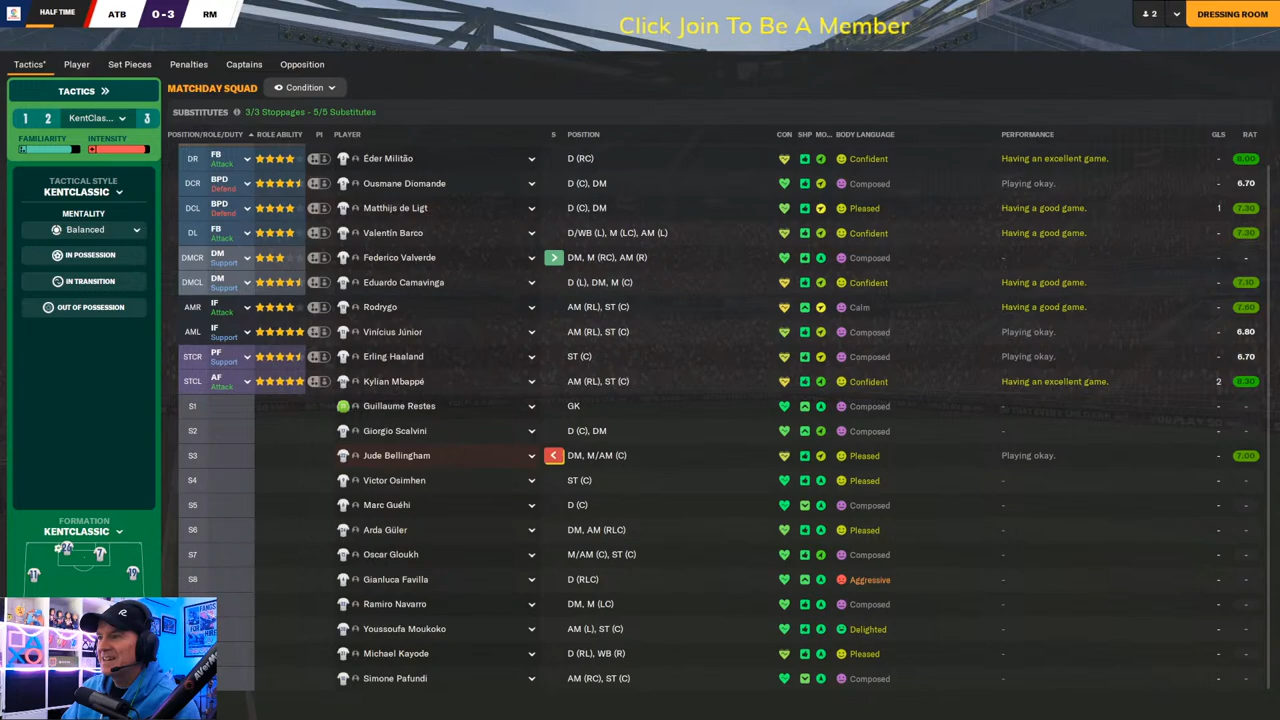 HALF TIME ATB 0 - 3 RM
Click Join To Be A Member
2 DRESSING ROOM
Tactics* Player Set Pieces Penalties Captains Opposition
TACTICS
1 2 KentClas... 3
FAMILIARITY INTENSITY
TACTICAL STYLE
KENTCLASSIC
MENTALITY
Balanced
IN POSSESSION
IN TRANSITION
OUT OF POSSESSION
FORMATION
KENTCLASSIC
MATCHDAY SQUAD Condition
SUBSTITUTES 3/3 Stoppages - 5/5 Substitutes
POSITION/ROLE/DUTY ROLE ABILITY PI PLAYER S POSITION CON SHP MO... BODY LANGUAGE PERFORMANCE GLS RAT
DR FB Attack Éder Militão D (RC) Confident Having an excellent game. - 8.00
DCR BPD Defend Ousmane Diomande D (C), DM Composed Playing okay. - 6.70
DCL BPD Defend Matthijs de Ligt D (C), DM Pleased Having a good game. 1 7.30
DL FB Attack Valentín Barco D/WB (L), M (LC), AM (L) Confident Having a good game. - 7.30
DMCR DM Support Federico Valverde DM, M (RC), AM (R) Composed - - -
DMCL DM Support Eduardo Camavinga D (L), DM, M (C) Confident Having a good game. - 7.10
AMR IF Attack Rodrygo AM (RL), ST (C) Calm Having a good game. - 7.60
AML IF Support Vinícius Júnior AM (RL), ST (C) Composed Playing okay. - 6.80
STCR PF Support Erling Haaland ST (C) Composed Playing okay. - 6.70
STCL AF Attack Kylian Mbappé AM (RL), ST (C) Confident Having an excellent game. 2 8.30
S1 Guillaume Restes GK Composed - - -
S2 Giorgio Scalvini D (C), DM Composed - - -
S3 Jude Bellingham DM, M/AM (C) Pleased Playing okay. - 7.00
S4 Victor Osimhen ST (C) Pleased - - -
S5 Marc Guéhi D (C) Composed - - -
S6 Arda Güler DM, AM (RLC) Pleased - - -
S7 Oscar Gloukh M/AM (C), ST (C) Composed - - -
S8 Gianluca Favilla D (RLC) Aggressive - - -
Ramiro Navarro DM, M (LC) Composed - - -
Youssoufa Moukoko AM (L), ST (C) Delighted - - -
Michael Kayode D (RL), WB (R) Pleased - - -
Simone Pafundi AM (RC), ST (C) Composed - - -